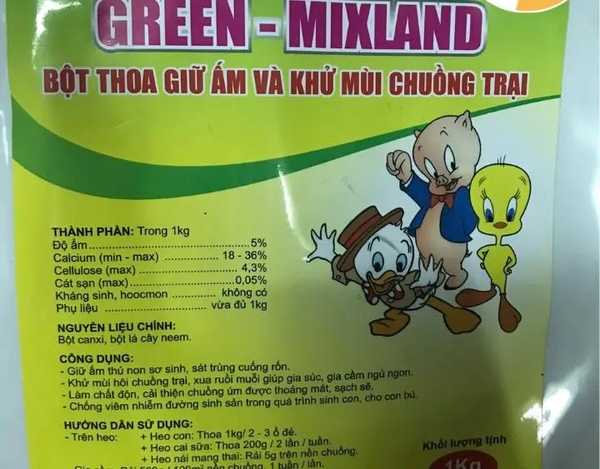 GREEN - MIXLAND
BỘT THOA GIỮ ẤM VÀ KHỬ MÙI CHUỒNG TRẠI
THÀNH PHẦN: Trong 1kg
Độ ẩm..............................5%
Calcium (min - max) .............. 18 - 36%
Cellulose (max)....................4,3%
Cát sạn (max)......................0,05%
Kháng sinh, hoocmon ........... không có
Phụ liệu .......................... vừa đủ 1kg
NGUYÊN LIỆU CHÍNH:
Bột canxi, bột lá cây neem.
CÔNG DỤNG:
- Giữ ấm thú non sơ sinh, sát trùng cuống rốn.
- Khử mùi hôi chuồng trại, xua ruồi muỗi giúp gia súc, gia cầm ngủ ngon.
- Làm chất độn, cải thiện chuồng úm được thoáng mát, sạch sẽ.
- Chống viêm nhiễm đường sinh sản trong quá trình sinh con, cho con bú.
HƯỚNG DẪN SỬ DỤNG:
- Trên heo: + Heo con: Thoa 1kg/ 2 - 3 ổ đẻ.
+ Heo cai sữa: Thoa 200g / 2 lần / tuần.
+ Heo nái mang thai: Rải 5g trên nền chuồng.
Khối lượng tịnh
1Kg